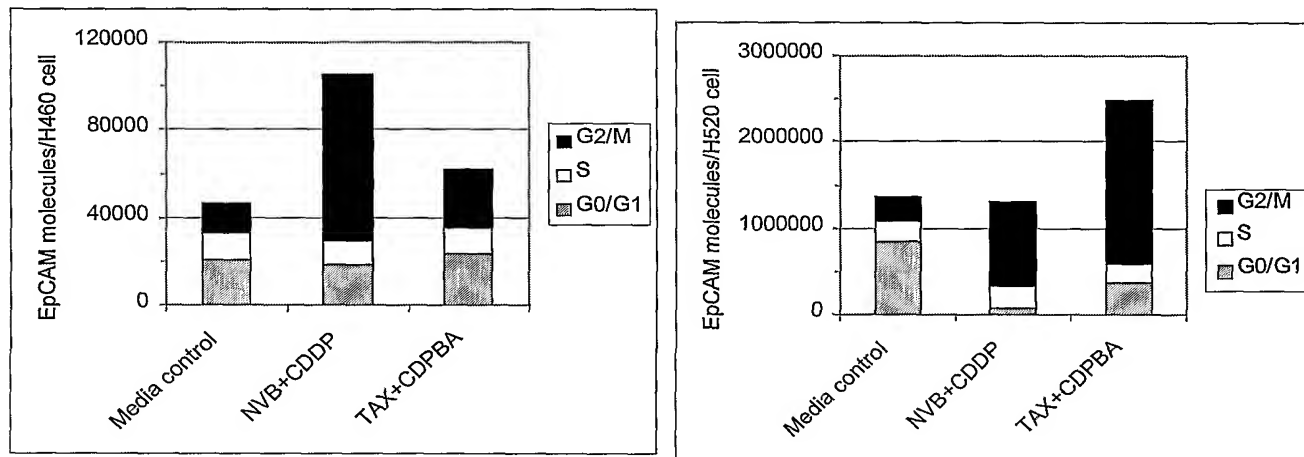 EpCAM molecules/H460 cell
120000
80000
40000
0
Media control
NVB+CDDP
TAX+CDPBA
G2/M
S
G0/G1
EpCAM molecules/H520 cell
3000000
2000000
1000000
0
Media control
NVB+CDDP
TAX+CDPBA
G2/M
S
G0/G1